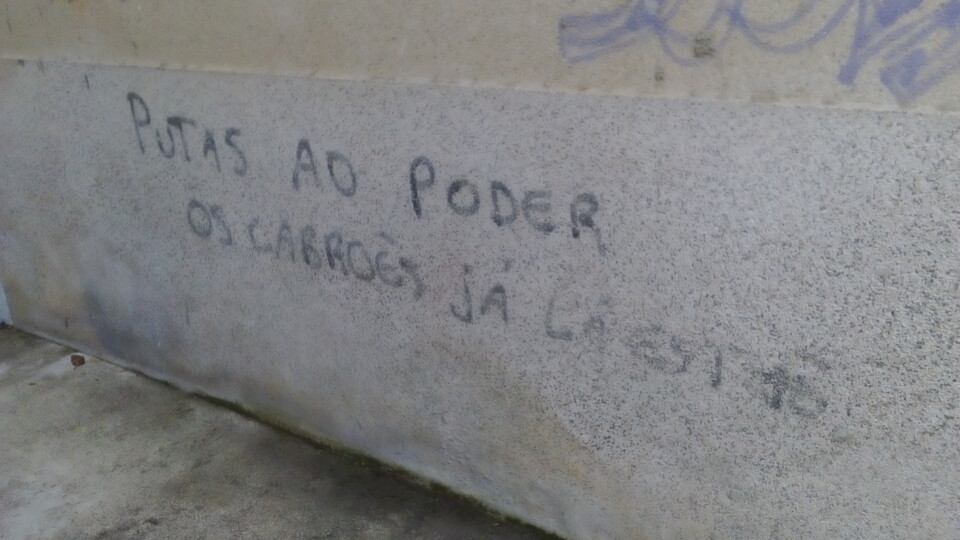 PUTAS AO PODER
OS CABRÕES JÁ LÁ ESTÃO